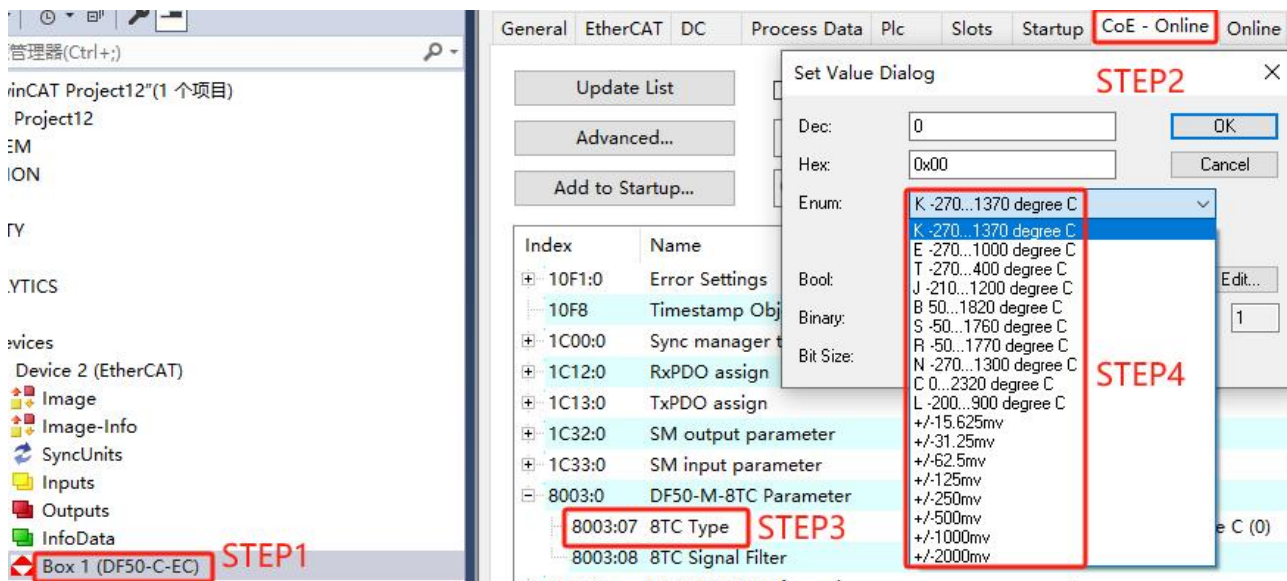 管理器(Ctrl+;)
inCAT Project12"(1 个项目)
Project12
EM
ION
TY
YTICS
evices
Device 2 (EtherCAT)
Image
Image-Info
SyncUnits
Inputs
Outputs
InfoData
Box 1 (DF50-C-EC)
STEP1
General EtherCAT DC Process Data Plc Slots Startup CoE - Online Online
STEP2
Update List
Advanced...
Add to Startup...
Set Value Dialog
Dec: 0
OK
Hex: 0x00
Cancel
Enum: K -270...1370 degree C
K -270...1370 degree C
E -270...1000 degree C
T -270...400 degree C
J -210...1200 degree C
B 50...1820 degree C
S -50...1760 degree C
R -50...1770 degree C
N -270...1300 degree C
C 0...2320 degree C
L -200...900 degree C
+/-15.625mv
+/-31.25mv
+/-62.5mv
+/-125mv
+/-250mv
+/-500mv
+/-1000mv
+/-2000mv
STEP4
Bool:
Edit...
Binary:
1
Bit Size:
Index Name
10F1:0 Error Settings
10F8 Timestamp Obj
1C00:0 Sync manager t
1C12:0 RxPDO assign
1C13:0 TxPDO assign
1C32:0 SM output parameter
1C33:0 SM input parameter
8003:0 DF50-M-8TC Parameter
8003:07 8TC Type
STEP3
e C (0)
8003:08 8TC Signal Filter